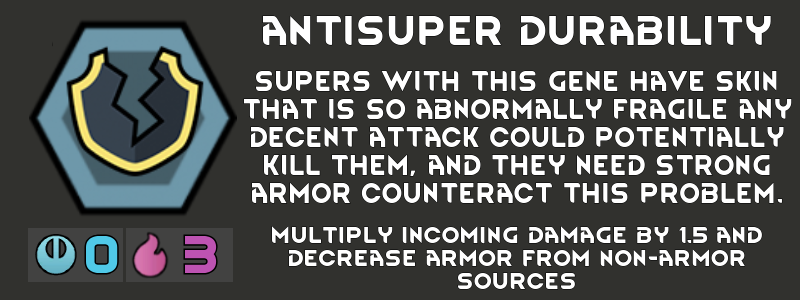 ANTISUPER DURABILITY
SUPERS WITH THIS GENE HAVE SKIN
THAT IS SO ABNORMALLY FRAGILE ANY
DECENT ATTACK COULD POTENTIALLY
KILL THEM, AND THEY NEED STRONG
ARMOR COUNTERACT THIS PROBLEM.
MULTIPLY INCOMING DAMAGE BY 1.5 AND
DECREASE ARMOR FROM NON-ARMOR
SOURCES
0 3